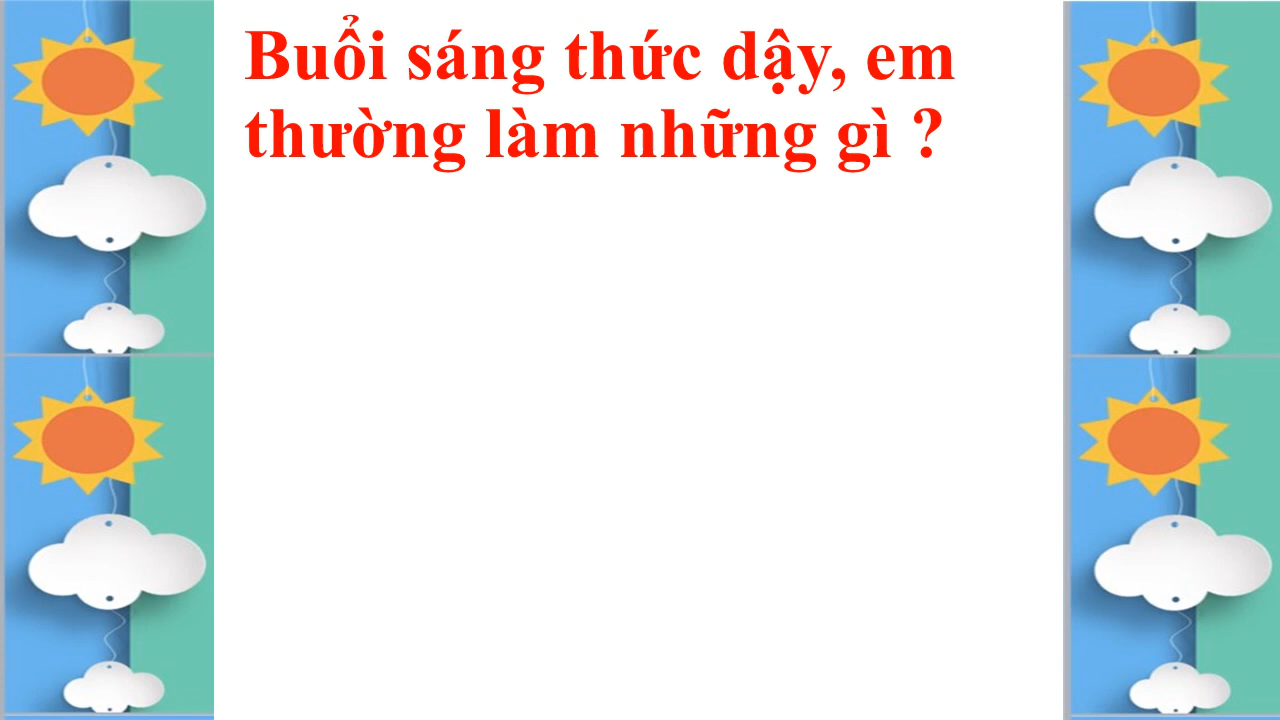 Buổi sáng thức dậy, em
thường làm những gì ?